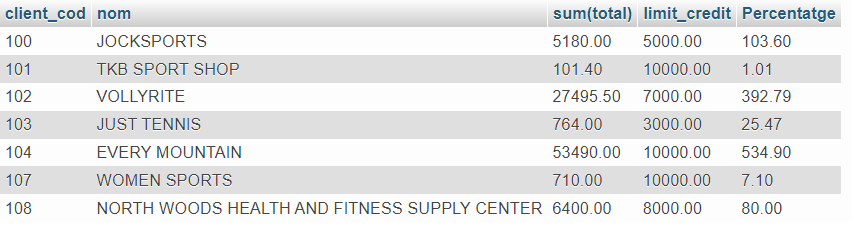 client_cod nom sum(total) limit_credit Percentatge
100 JOCKSPORTS 5180.00 5000.00 103.60
101 TKB SPORT SHOP 101.40 10000.00 1.01
102 VOLLYRITE 27495.50 7000.00 392.79
103 JUST TENNIS 764.00 3000.00 25.47
104 EVERY MOUNTAIN 53490.00 10000.00 534.90
107 WOMEN SPORTS 710.00 10000.00 7.10
108 NORTH WOODS HEALTH AND FITNESS SUPPLY CENTER 6400.00 8000.00 80.00